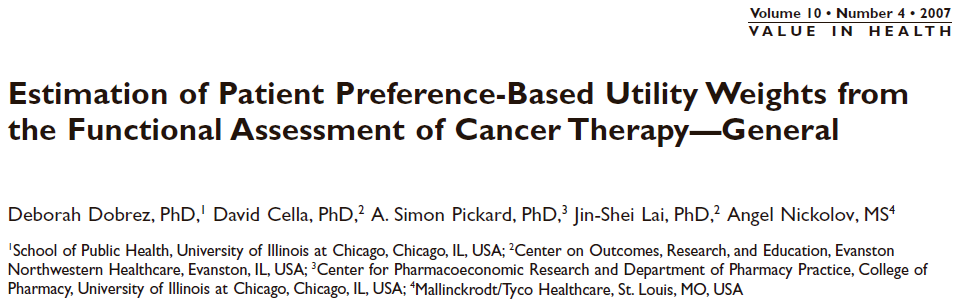 Volume 10 • Number 4 • 2007
VALUE IN HEALTH
Estimation of Patient Preference-Based Utility Weights from
the Functional Assessment of Cancer Therapy—General
Deborah Dobrez, PhD,¹ David Cella, PhD,² A. Simon Pickard, PhD,³ Jin-Shei Lai, PhD,² Angel Nickolov, MS⁴
¹School of Public Health, University of Illinois at Chicago, Chicago, IL, USA; ²Center on Outcomes, Research, and Education, Evanston
Northwestern Healthcare, Evanston, IL, USA; ³Center for Pharmacoeconomic Research and Department of Pharmacy Practice, College of
Pharmacy, University of Illinois at Chicago, Chicago, IL, USA; ⁴Mallinckrodt/Tyco Healthcare, St. Louis, MO, USA